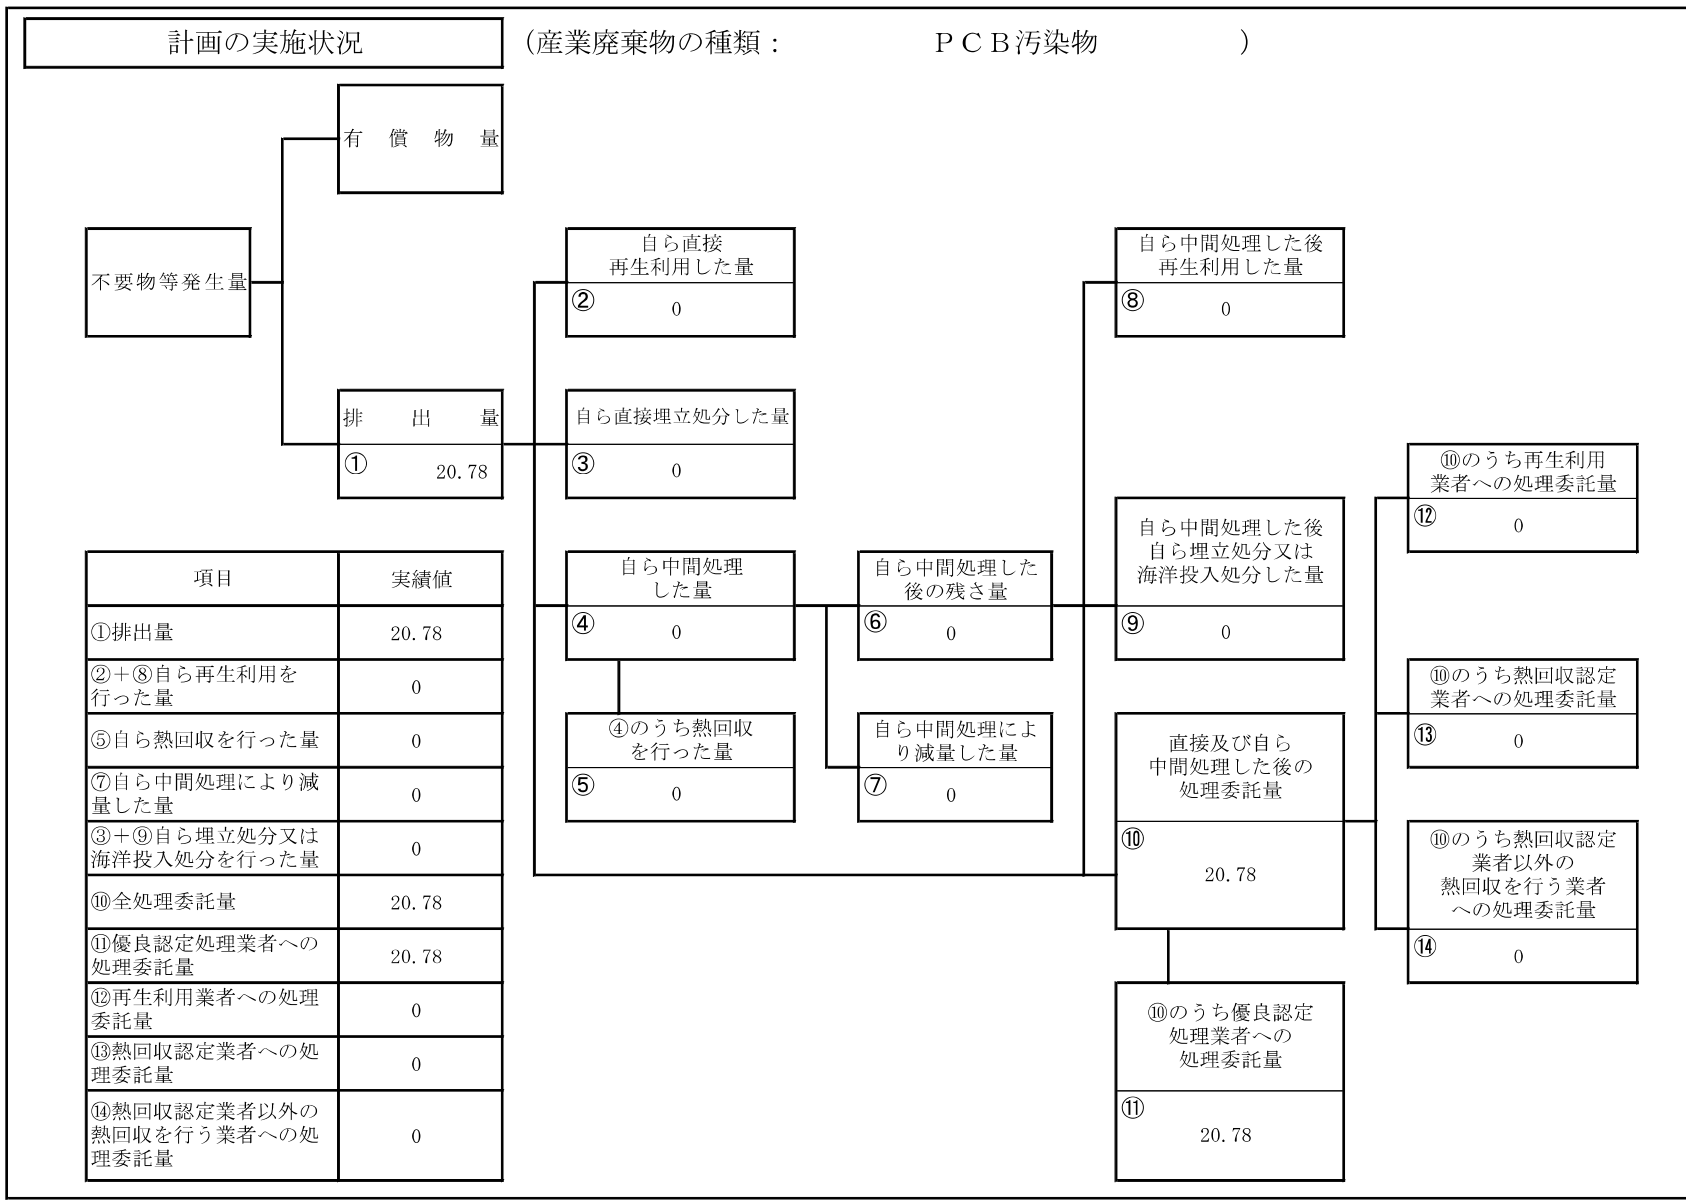 計画の実施状況
（産業廃棄物の種類： ＰＣＢ汚染物 ）
有償物量
不要物等発生量
自ら直接
再生利用した量
② 0
自ら中間処理した後
再生利用した量
⑧ 0
排出量
① 20.78
自ら直接埋立処分した量
③ 0
⑩のうち再生利用
業者への処理委託量
⑫ 0
自ら中間処理
した量
④ 0
自ら中間処理した
後の残さ量
⑥ 0
自ら中間処理した後
自ら埋立処分又は
海洋投入処分した量
⑨ 0
④のうち熱回収
を行った量
⑤ 0
自ら中間処理によ
り減量した量
⑦ 0
直接及び自ら
中間処理した後の
処理委託量
⑩
20.78
⑩のうち熱回収認定
業者への処理委託量
⑬ 0
⑩のうち熱回収認定
業者以外の
熱回収を行う業者
への処理委託量
⑭ 0
⑩のうち優良認定
処理業者への
処理委託量
⑪
20.78
項目 実績値
①排出量 20.78
②＋⑧自ら再生利用を
行った量 0
⑤自ら熱回収を行った量 0
⑦自ら中間処理により減
量した量 0
③＋⑨自ら埋立処分又は
海洋投入処分を行った量 0
⑩全処理委託量 20.78
⑪優良認定処理業者への
処理委託量 20.78
⑫再生利用業者への処理
委託量 0
⑬熱回収認定業者への処
理委託量 0
⑭熱回収認定業者以外の
熱回収を行う業者への処
理委託量 0